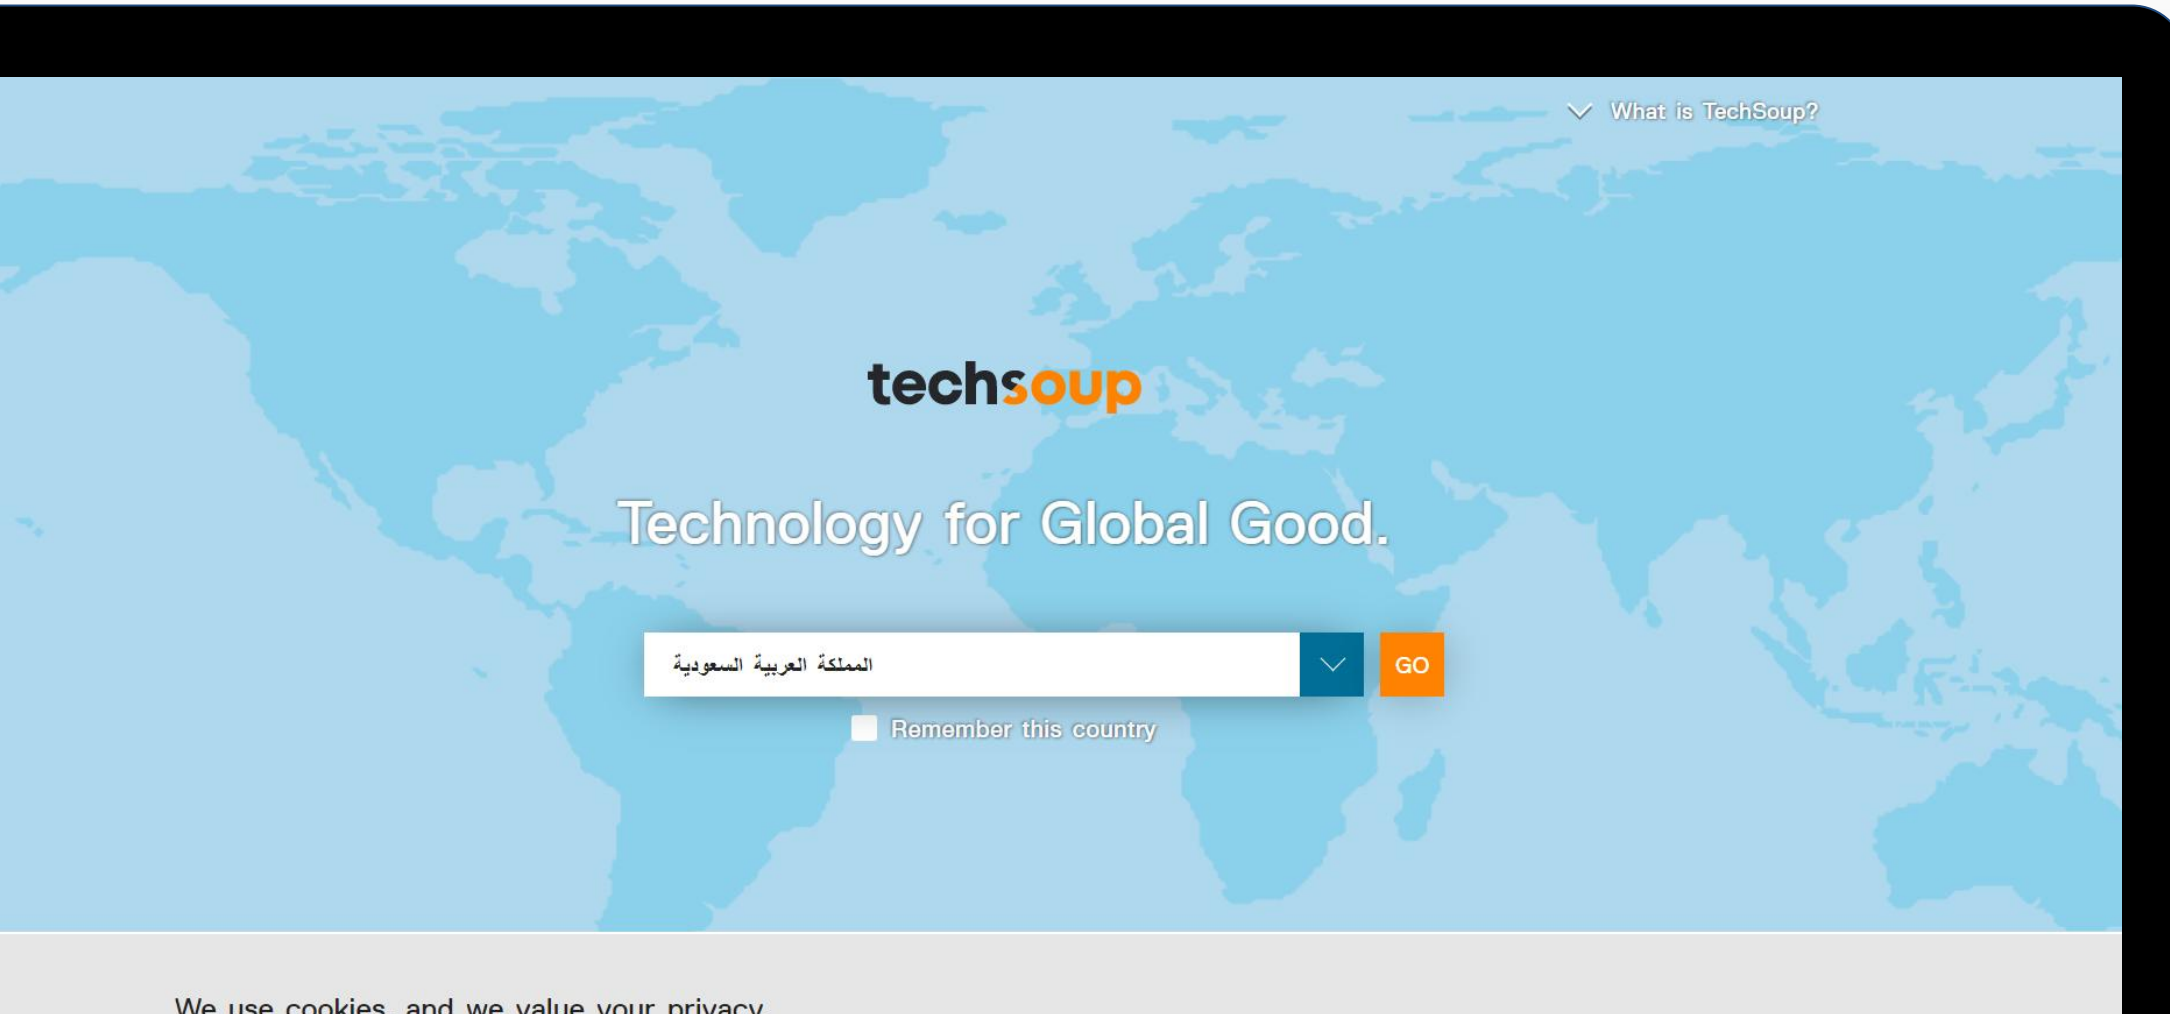 What is TechSoup?
techsoup
Technology for Global Good.
المملكة العربية السعودية
GO
Remember this country
We use cookies, and we value your privacy